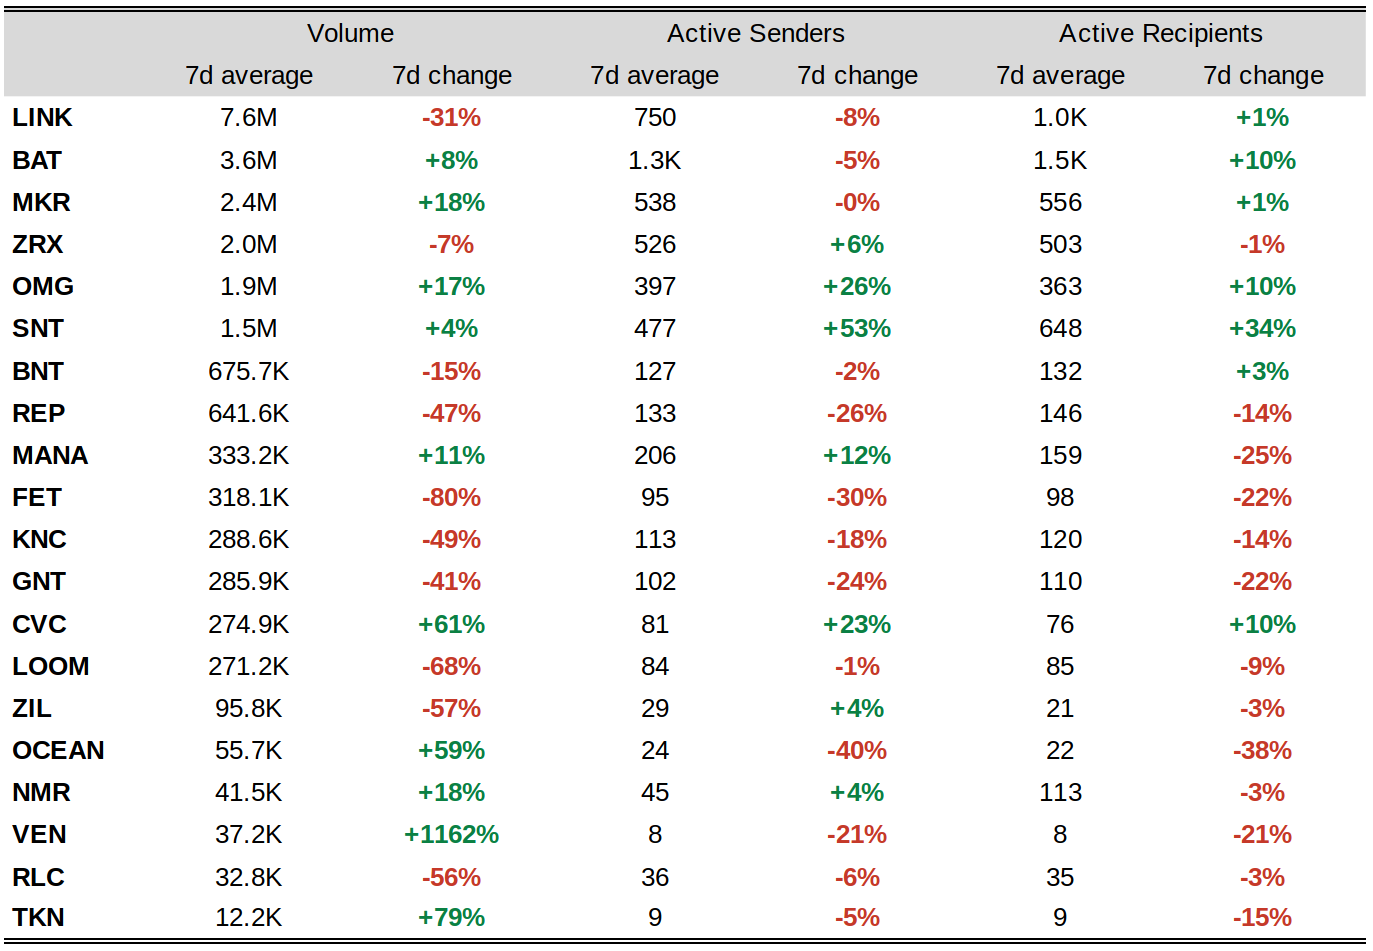 Volume Active Senders Active Recipients
7d average 7d change 7d average 7d change 7d average 7d change
LINK 7.6M -31% 750 -8% 1.0K +1%
BAT 3.6M +8% 1.3K -5% 1.5K +10%
MKR 2.4M +18% 538 -0% 556 +1%
ZRX 2.0M -7% 526 +6% 503 -1%
OMG 1.9M +17% 397 +26% 363 +10%
SNT 1.5M +4% 477 +53% 648 +34%
BNT 675.7K -15% 127 -2% 132 +3%
REP 641.6K -47% 133 -26% 146 -14%
MANA 333.2K +11% 206 +12% 159 -25%
FET 318.1K -80% 95 -30% 98 -22%
KNC 288.6K -49% 113 -18% 120 -14%
GNT 285.9K -41% 102 -24% 110 -22%
CVC 274.9K +61% 81 +23% 76 +10%
LOOM 271.2K -68% 84 -1% 85 -9%
ZIL 95.8K -57% 29 +4% 21 -3%
OCEAN 55.7K +59% 24 -40% 22 -38%
NMR 41.5K +18% 45 +4% 113 -3%
VEN 37.2K +1162% 8 -21% 8 -21%
RLC 32.8K -56% 36 -6% 35 -3%
TKN 12.2K +79% 9 -5% 9 -15%